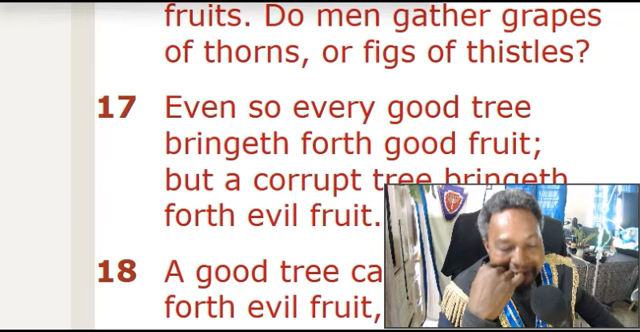 fruits. Do men gather grapes
of thorns, or figs of thistles?
17 Even so every good tree
bringeth forth good fruit;
but a corrupt tree bringeth
forth evil fruit.
18 A good tree ca
forth evil fruit,